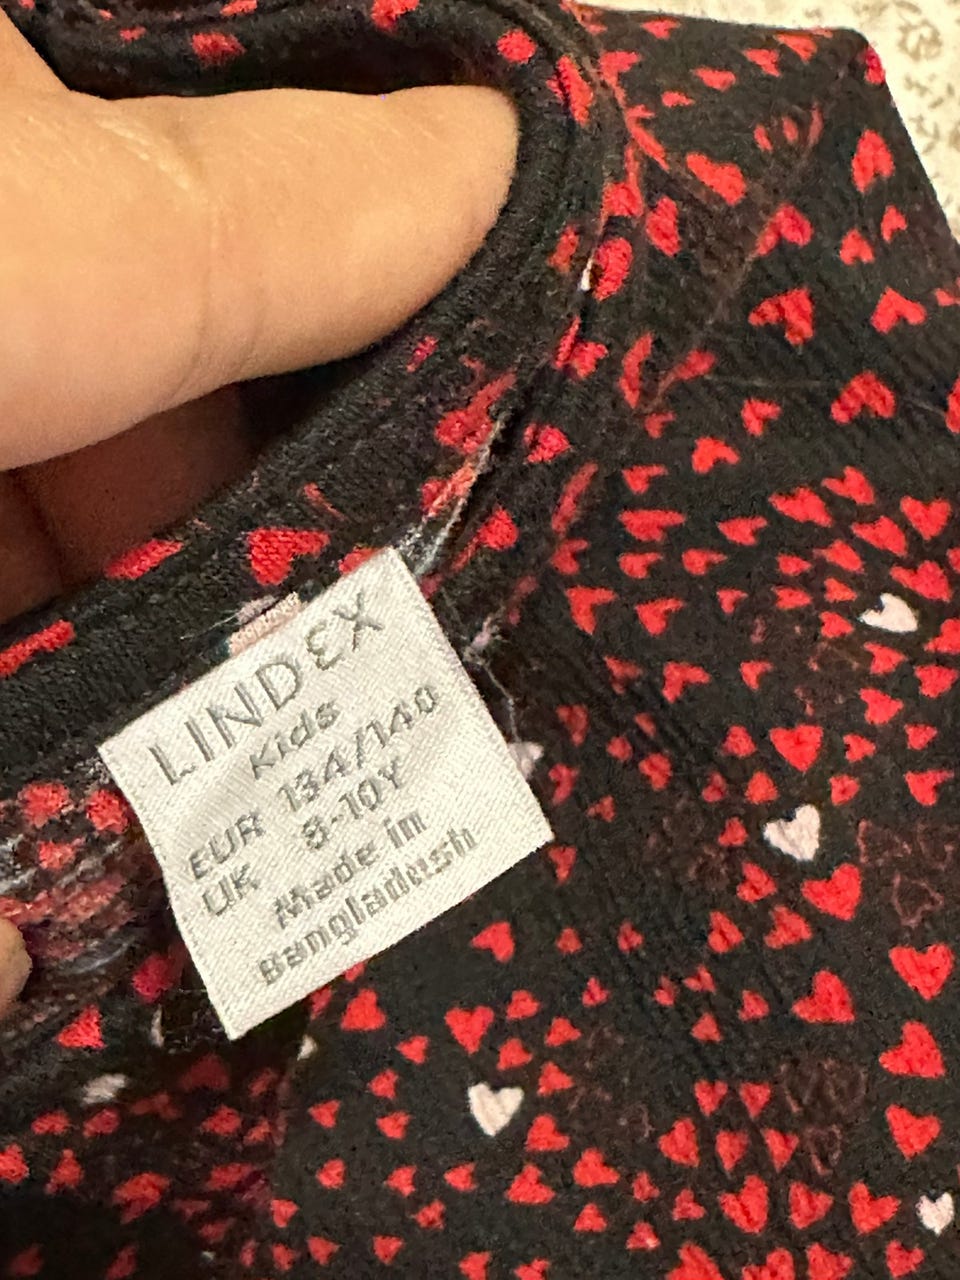 LINDEX
Kids
EUR 134/140
UK 8-10Y
Made in
Bangladesh